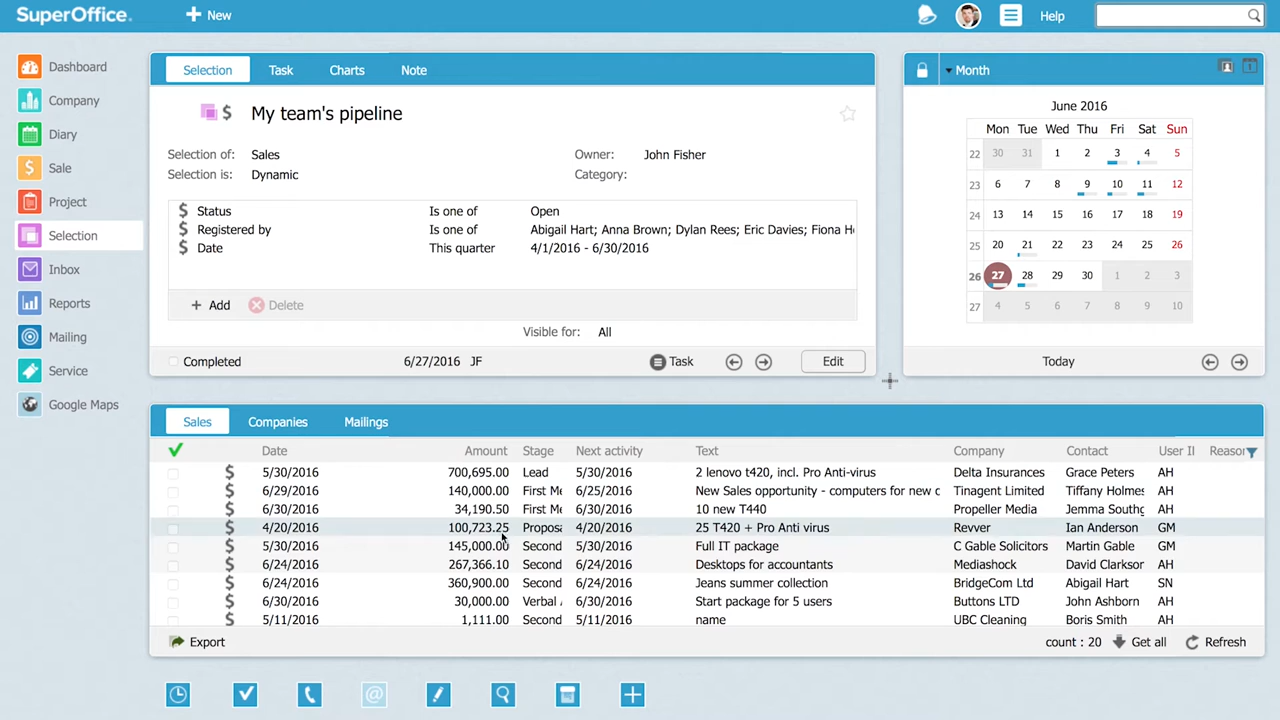 SuperOffice
New
Help
Dashboard
Company
Diary
Sale
Project
Selection
Inbox
Reports
Mailing
Service
Google Maps
Selection Task Charts Note
$ My team's pipeline
Selection of: Sales Owner: John Fisher
Selection is: Dynamic Category:
$ Status Is one of Open
$ Registered by Is one of Abigail Hart; Anna Brown; Dylan Rees; Eric Davies; Fiona H
$ Date This quarter 4/1/2016 - 6/30/2016
+ Add Delete
Visible for: All
Completed 6/27/2016 JF Task Edit
Month
1
June 2016
Mon Tue Wed Thu Fri Sat Sun
22 30 31 1 2 3 4 5
23 6 7 8 9 10 11 12
24 13 14 15 16 17 18 19
25 20 21 22 23 24 25 26
26 27 28 29 30 1 2 3
27 4 5 6 7 8 9 10
Today
Sales Companies Mailings
Date Amount Stage Next activity Text Company Contact User II Reason
$ 5/30/2016 700,695.00 Lead 5/30/2016 2 lenovo t420, incl. Pro Anti-virus Delta Insurances Grace Peters AH
$ 6/29/2016 140,000.00 First Me 6/25/2016 New Sales opportunity - computers for new c Tinagent Limited Tiffany Holmes AH
$ 6/30/2016 34,190.50 First Me 6/30/2016 10 new T440 Propeller Media Jemma Southg AH
$ 4/20/2016 100,723.25 Proposa 4/20/2016 25 T420 + Pro Anti virus Revver Ian Anderson GM
$ 5/30/2016 145,000.00 Second 5/30/2016 Full IT package C Gable Solicitors Martin Gable GM
$ 6/24/2016 267,366.10 Second 6/24/2016 Desktops for accountants Mediashock David Clarkson AH
$ 6/24/2016 360,900.00 Second 6/24/2016 Jeans summer collection BridgeCom Ltd Abigail Hart SN
$ 6/30/2016 30,000.00 Verbal 6/30/2016 Start package for 5 users Buttons LTD John Ashborn AH
$ 5/11/2016 1,111.00 Second 5/11/2016 name UBC Cleaning Boris Smith AH
Export count : 20 Get all Refresh
@